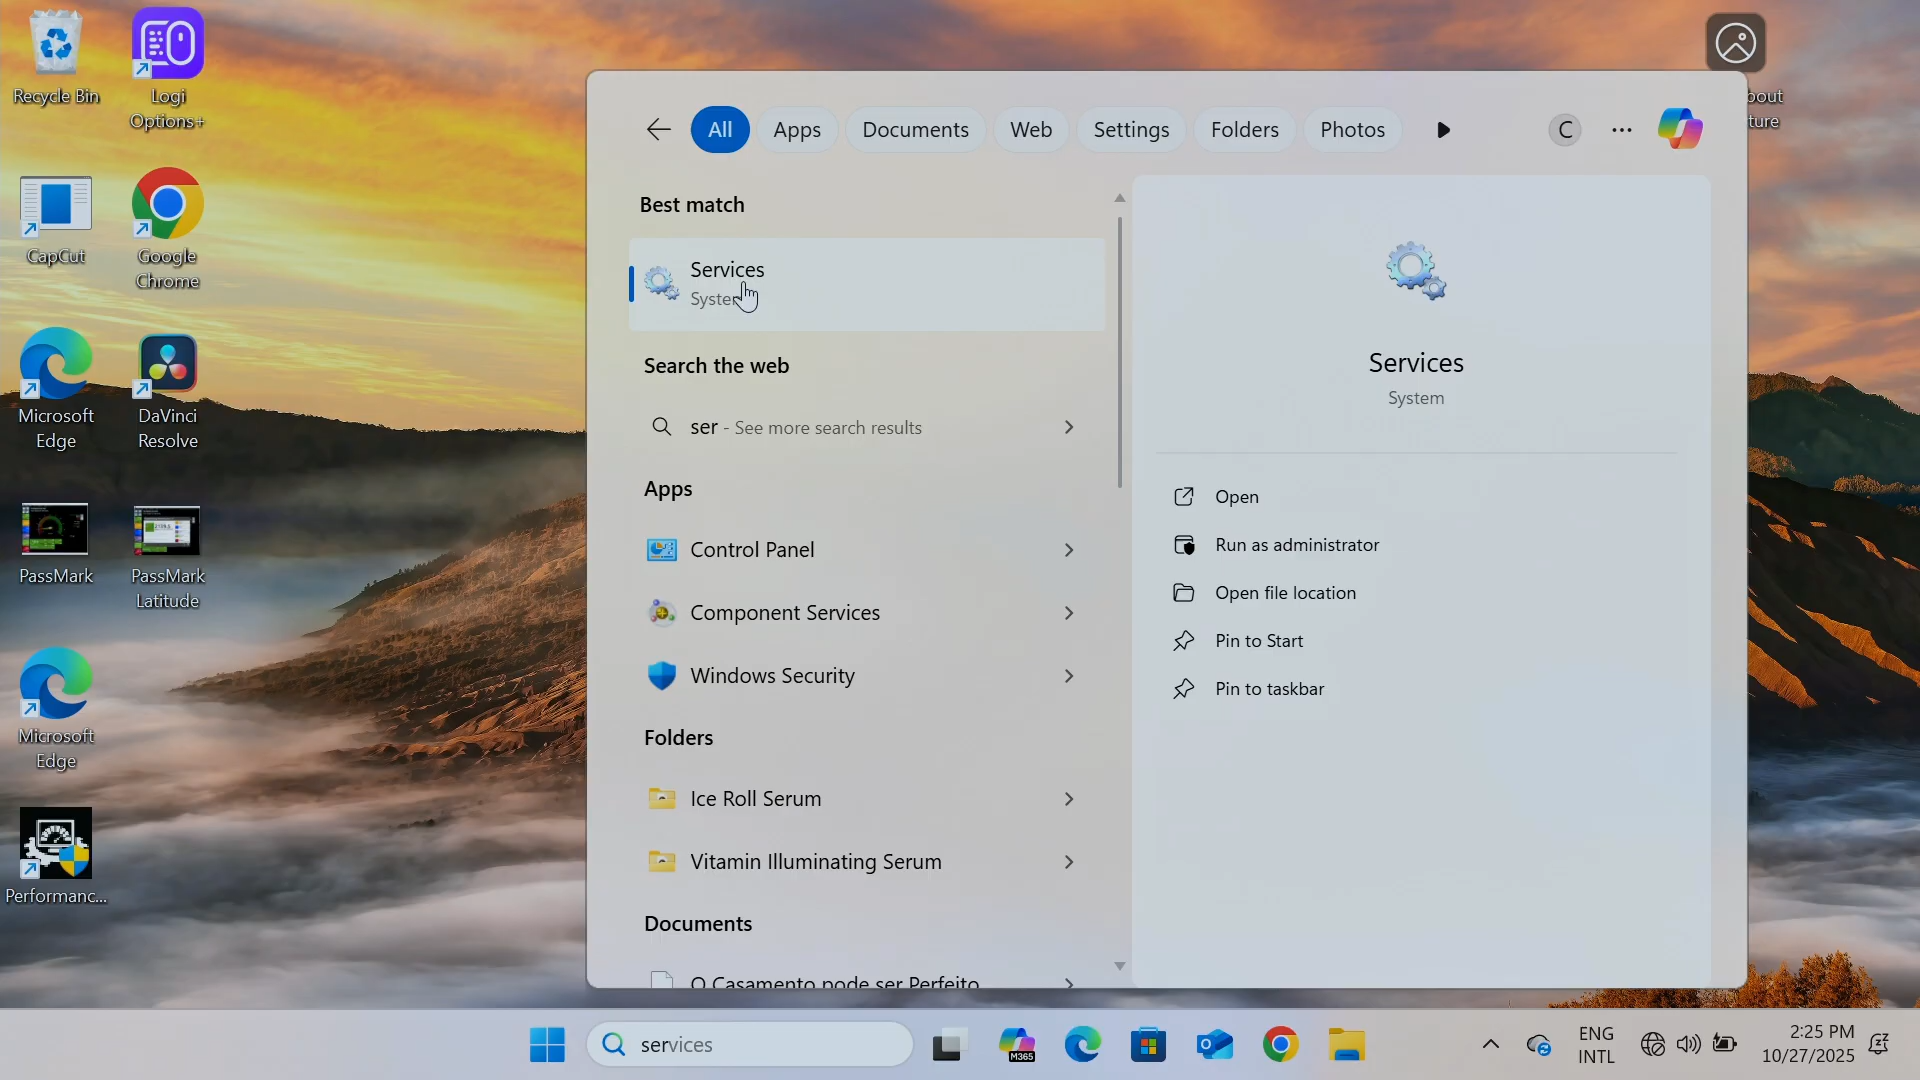 Recycle Bin
Logi
Options+
CapCut
Google
Chrome
Microsoft
Edge
DaVinci
Resolve
PassMark
PassMark
Latitude
Microsoft
Edge
Performanc...
bout
ture
All
Apps
Documents
Web
Settings
Folders
Photos
C
Best match
Services
System
Search the web
ser - See more search results
Apps
Control Panel
Component Services
Windows Security
Folders
Ice Roll Serum
Vitamin Illuminating Serum
Documents
O Casamento pode ser Perfeito
Services
System
Open
Run as administrator
Open file location
Pin to Start
Pin to taskbar
services
M365
ENG
INTL
2:25 PM
10/27/2025